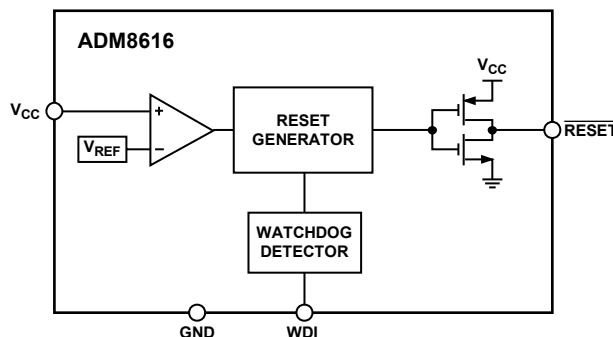 ADM8616
VCC
VCC
+
RESET
GENERATOR
RESET
VREF
−
WATCHDOG
DETECTOR
GND
WDI